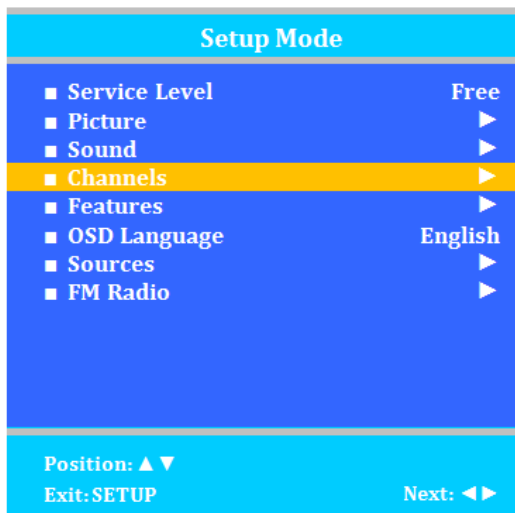 Setup Mode
■ Service Level Free
■ Picture ▶
■ Sound ▶
■ Channels ▶
■ Features ▶
■ OSD Language English
■ Sources ▶
■ FM Radio ▶
Position: ▲▼
Exit: SETUP Next: ◀▶